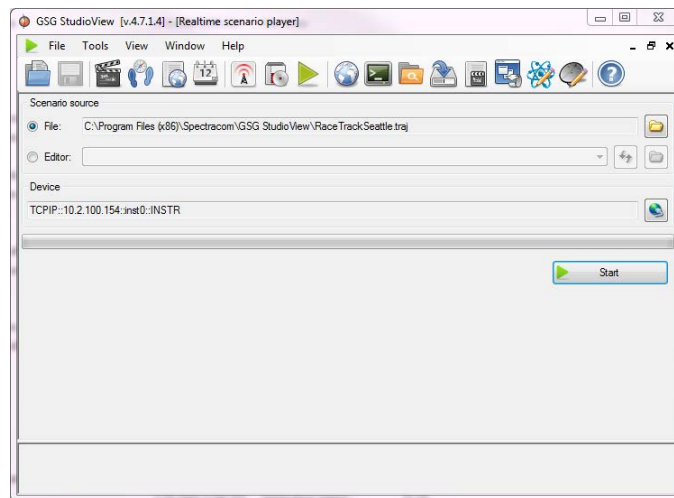 GSG StudioView [v.4.7.1.4] - [Realtime scenario player]
File Tools View Window Help
12
Scenario source
File: C:\Program Files (x86)\Spectracom\GSG StudioView\RaceTrackSeattle.traj
Editor:
Device
TCPIP::10.2.100.154::inst0::INSTR
Start